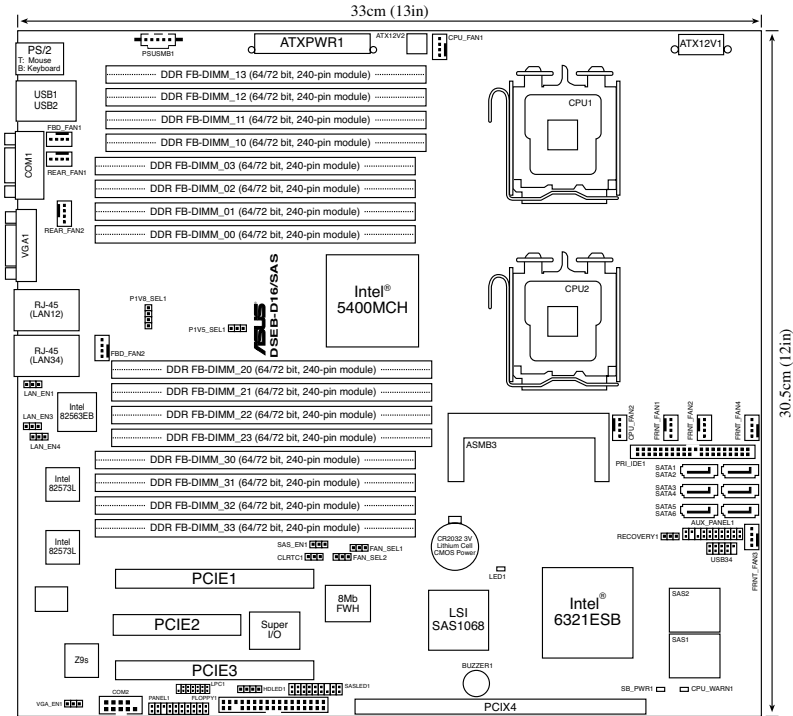 33cm (13in)
PS/2
T: Mouse
B: Keyboard
PSUSMB1
ATXPWR1
ATX12V2
CPU_FAN1
ATX12V1
USB1
USB2
FBD_FAN1
COM1
REAR_FAN1
VGA1
REAR_FAN2
DDR FB-DIMM_13 (64/72 bit, 240-pin module)
DDR FB-DIMM_12 (64/72 bit, 240-pin module)
DDR FB-DIMM_11 (64/72 bit, 240-pin module)
DDR FB-DIMM_10 (64/72 bit, 240-pin module)
DDR FB-DIMM_03 (64/72 bit, 240-pin module)
DDR FB-DIMM_02 (64/72 bit, 240-pin module)
DDR FB-DIMM_01 (64/72 bit, 240-pin module)
DDR FB-DIMM_00 (64/72 bit, 240-pin module)
CPU1
CPU2
RJ-45
(LAN12)
RJ-45
(LAN34)
P1V8_SEL1
P1V5_SEL1
ASUS
DSEB-D16/SAS
Intel®
5400MCH
FBD_FAN2
30.5cm (12in)
LAN_EN1
LAN_EN3
LAN_EN4
Intel
82563EB
Intel
82573L
Intel
82573L
DDR FB-DIMM_20 (64/72 bit, 240-pin module)
DDR FB-DIMM_21 (64/72 bit, 240-pin module)
DDR FB-DIMM_22 (64/72 bit, 240-pin module)
DDR FB-DIMM_23 (64/72 bit, 240-pin module)
DDR FB-DIMM_30 (64/72 bit, 240-pin module)
DDR FB-DIMM_31 (64/72 bit, 240-pin module)
DDR FB-DIMM_32 (64/72 bit, 240-pin module)
DDR FB-DIMM_33 (64/72 bit, 240-pin module)
ASMB3
CPU_FAN2
FRNT_FAN1
FRNT_FAN2
FRNT_FAN4
PRI_IDE1
SATA1
SATA2
SATA3
SATA4
SATA5
SATA6
AUX_PANEL1
RECOVERY1
USB34
FRNT_FAN3
SAS_EN1
CLRTC1
FAN_SEL1
FAN_SEL2
CR2032 3V
Lithium Cell
CMOS Power
LED1
PCIE1
PCIE2
PCIE3
8Mb
FWH
Super
I/O
Z9s
LSI
SAS1068
Intel®
6321ESB
SAS2
SAS1
BUZZER1
SB_PWR1
CPU_WARN1
VGA_EN1
COM2
PANEL1
LPC1
FLOPPY1
HDLED1
SASLED1
PCIX4